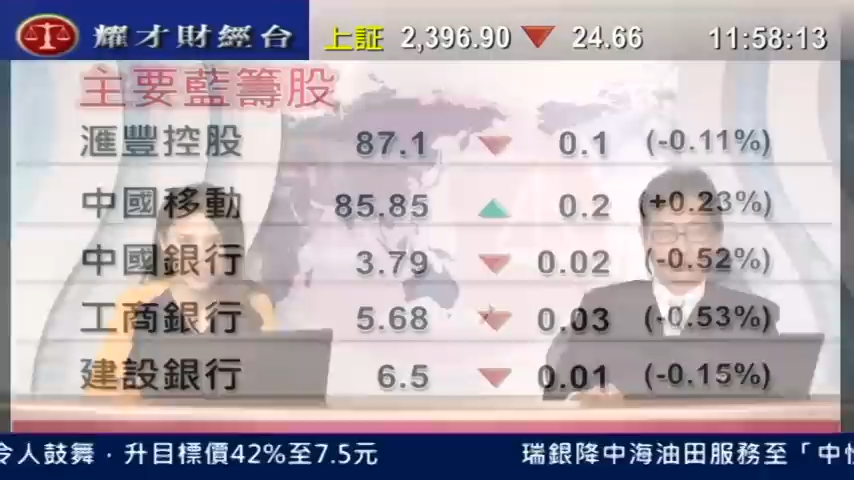 耀才財經台 上証 2,396.90 24.66 11:58:13
主要藍籌股
滙豐控股 87.1 0.1 (-0.11%)
中國移動 85.85 0.2 (+0.23%)
中國銀行 3.79 0.02 (-0.52%)
工商銀行 5.68 0.03 (-0.53%)
建設銀行 6.5 0.01 (-0.15%)
令人鼓舞‧升目標價42%至7.5元 瑞銀降中海油田服務至「中